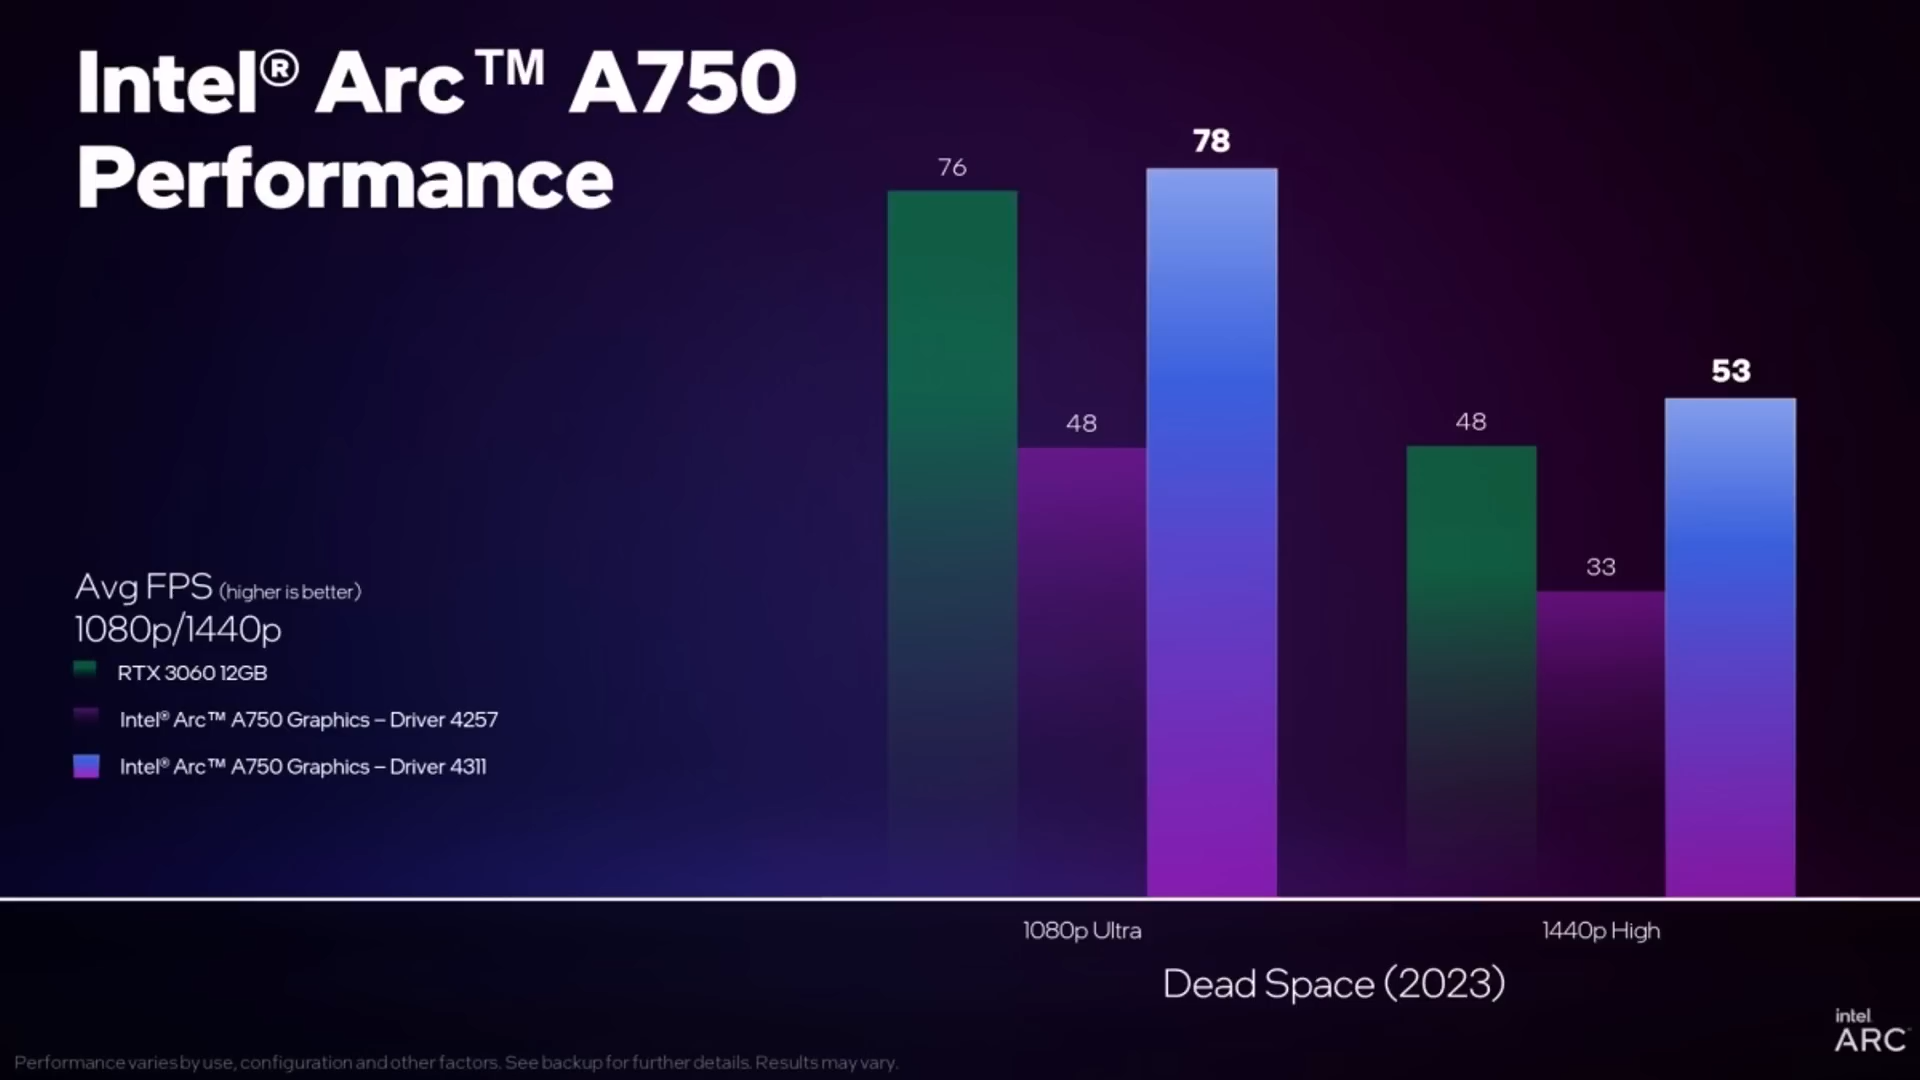 Intel® Arc™ A750
Performance
78
76
48
53
48
33
Avg FPS (higher is better)
1080p/1440p
RTX 3060 12GB
Intel® Arc™ A750 Graphics – Driver 4257
Intel® Arc™ A750 Graphics – Driver 4311
1080p Ultra
1440p High
Dead Space (2023)
intel
ARC
Performance varies by use, configuration and other factors. See backup for further details. Results may vary.